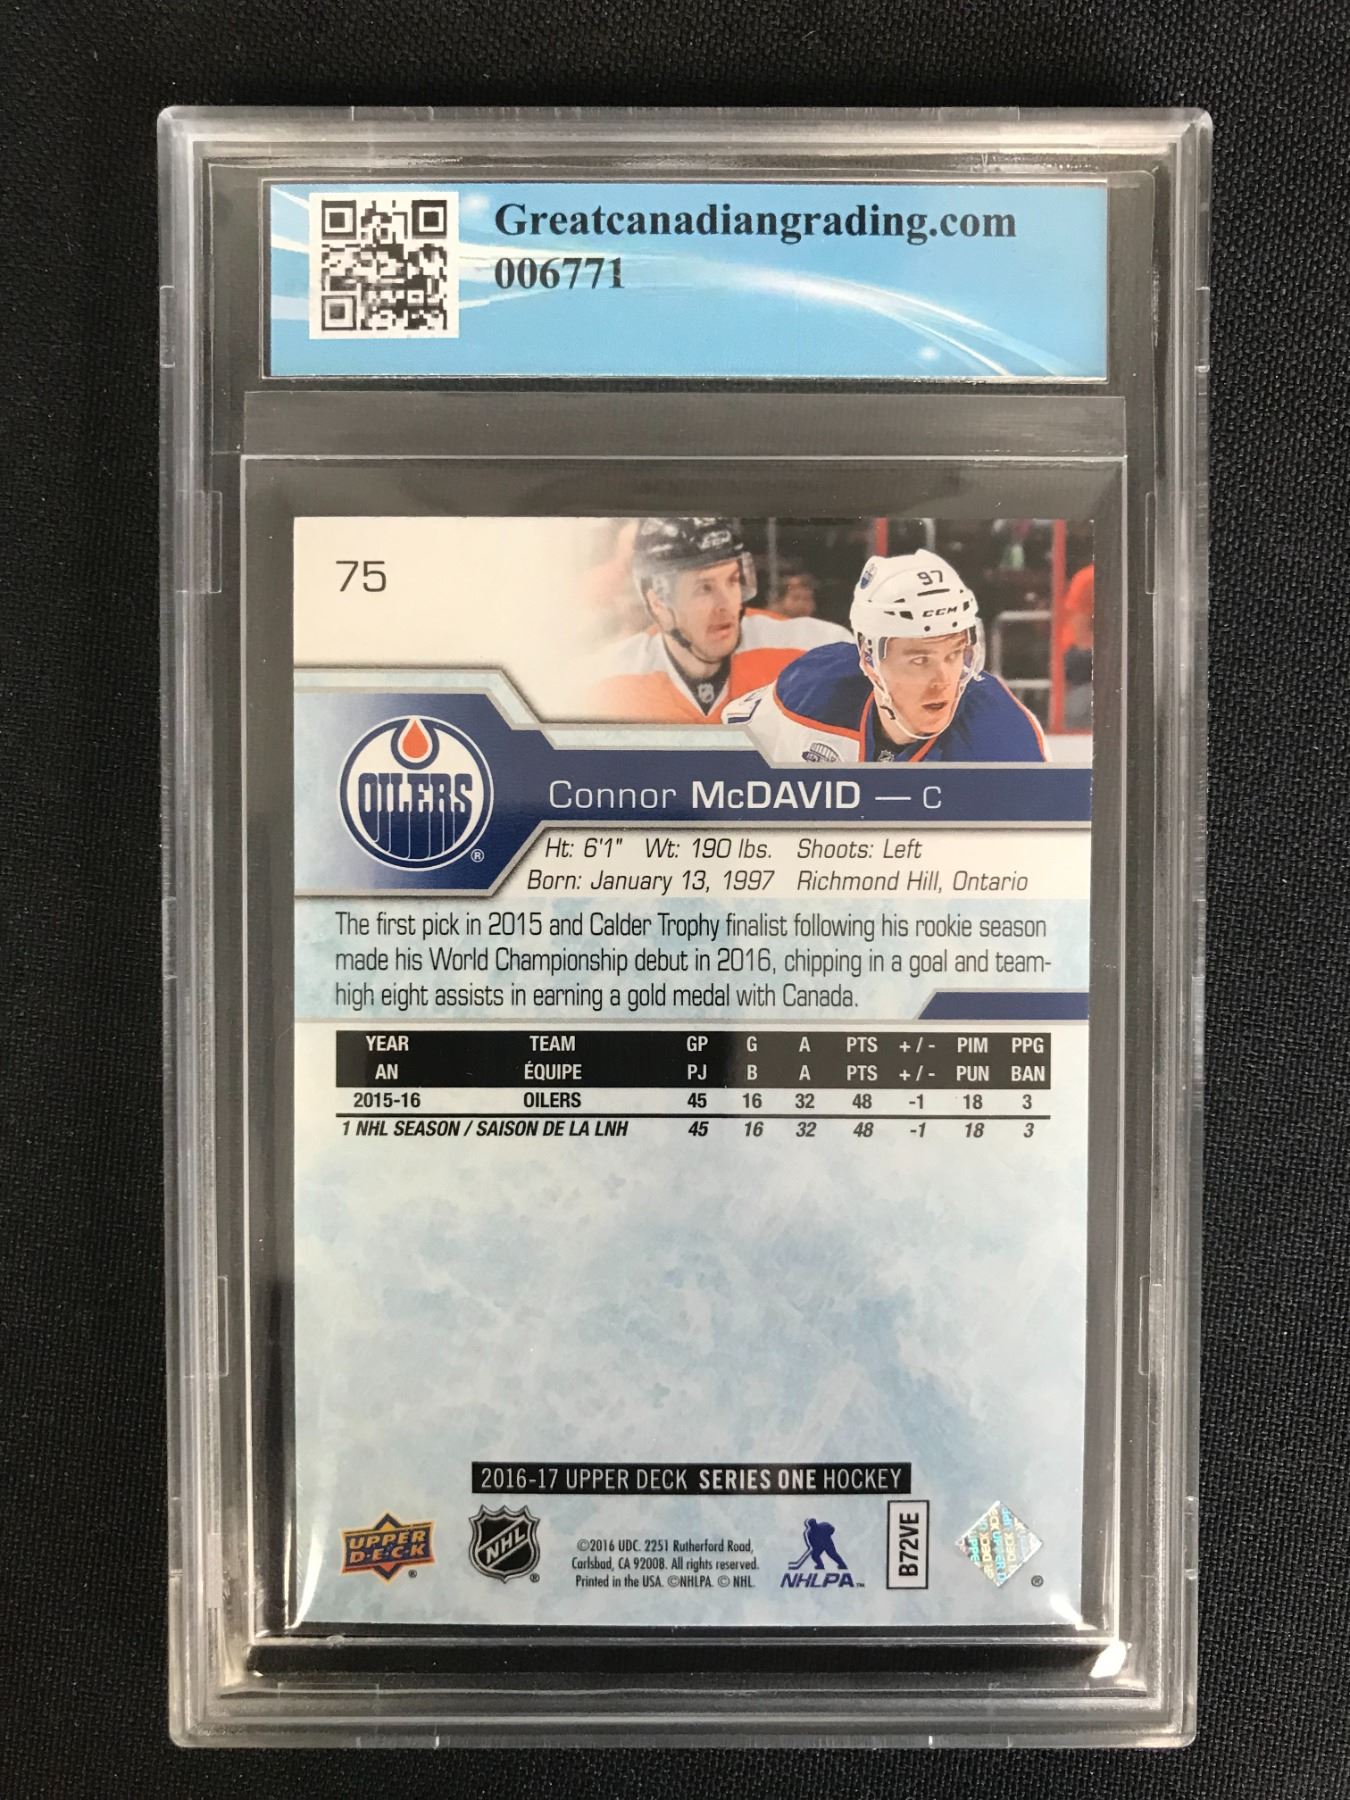 Greatcanadiangrading.com
006771
75
97
CCM
OILERS ®
Connor McDAVID — C
Ht: 6'1" Wt: 190 lbs. Shoots: Left
Born: January 13, 1997 Richmond Hill, Ontario
The first pick in 2015 and Calder Trophy finalist following his rookie season
made his World Championship debut in 2016, chipping in a goal and team-
high eight assists in earning a gold medal with Canada.
YEAR TEAM GP G A PTS +/- PIM PPG
AN ÉQUIPE PJ B A PTS +/- PUN BAN
2015-16 OILERS 45 16 32 48 -1 18 3
1 NHL SEASON / SAISON DE LA LNH 45 16 32 48 -1 18 3
2016-17 UPPER DECK SERIES ONE HOCKEY
UPPER
D·E·C·K ®
NHL ®
©2016 UDC. 2251 Rutherford Road,
Carlsbad, CA 92008. All rights reserved.
Printed in the USA. ©NHLPA. © NHL.
NHLPA™
B72VE
®